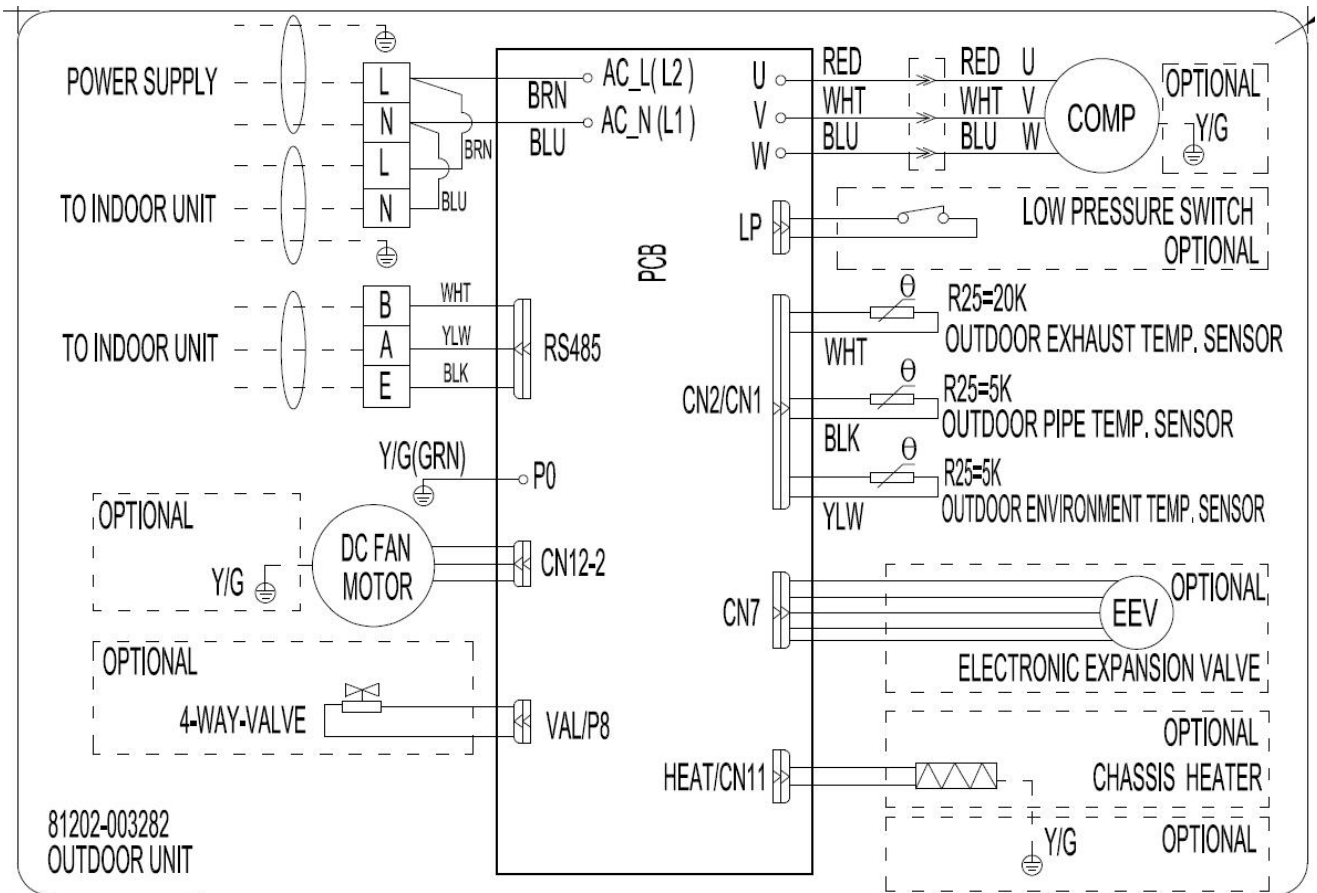 POWER SUPPLY
L
N
L
N
BRN
BLU
BRN
BLU
AC_L( L2 )
AC_N (L1 )
TO INDOOR UNIT
TO INDOOR UNIT
B
A
E
WHT
YLW
BLK
RS485
Y/G(GRN)
P0
OPTIONAL
Y/G
DC FAN
MOTOR
CN12-2
OPTIONAL
4-WAY-VALVE
VAL/P8
81202-003282
OUTDOOR UNIT
PCB
U
V
W
RED
WHT
BLU
RED U
WHT V
BLU W
COMP
OPTIONAL
Y/G
LP
LOW PRESSURE SWITCH
OPTIONAL
CN2/CN1
θ
R25=20K
OUTDOOR EXHAUST TEMP. SENSOR
WHT
θ
R25=5K
OUTDOOR PIPE TEMP. SENSOR
BLK
θ
R25=5K
OUTDOOR ENVIRONMENT TEMP. SENSOR
YLW
CN7
OPTIONAL
EEV
ELECTRONIC EXPANSION VALVE
HEAT/CN11
OPTIONAL
CHASSIS HEATER
Y/G
OPTIONAL